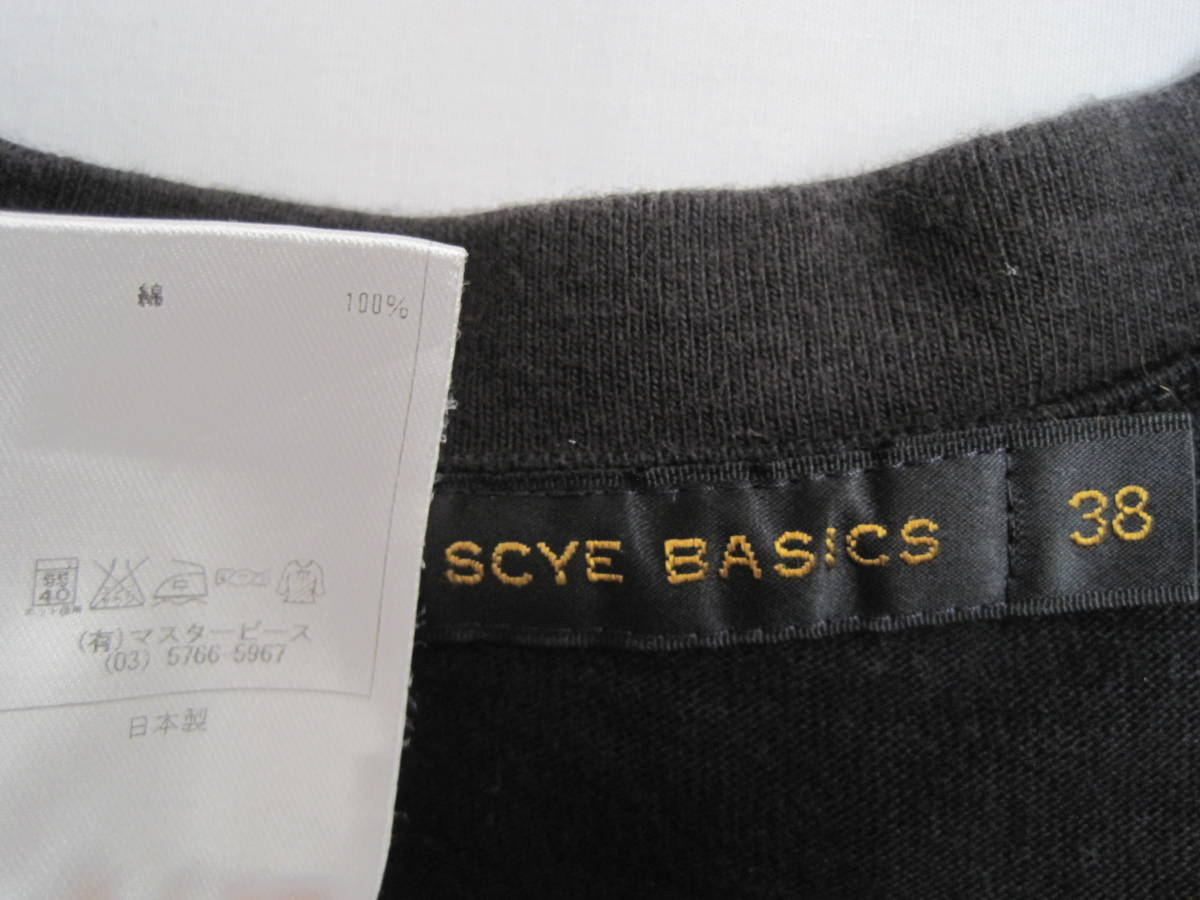 綿 100%
40
(有)マスターピース
(03) 5766-5967
日本製
SCYE BASICS 38